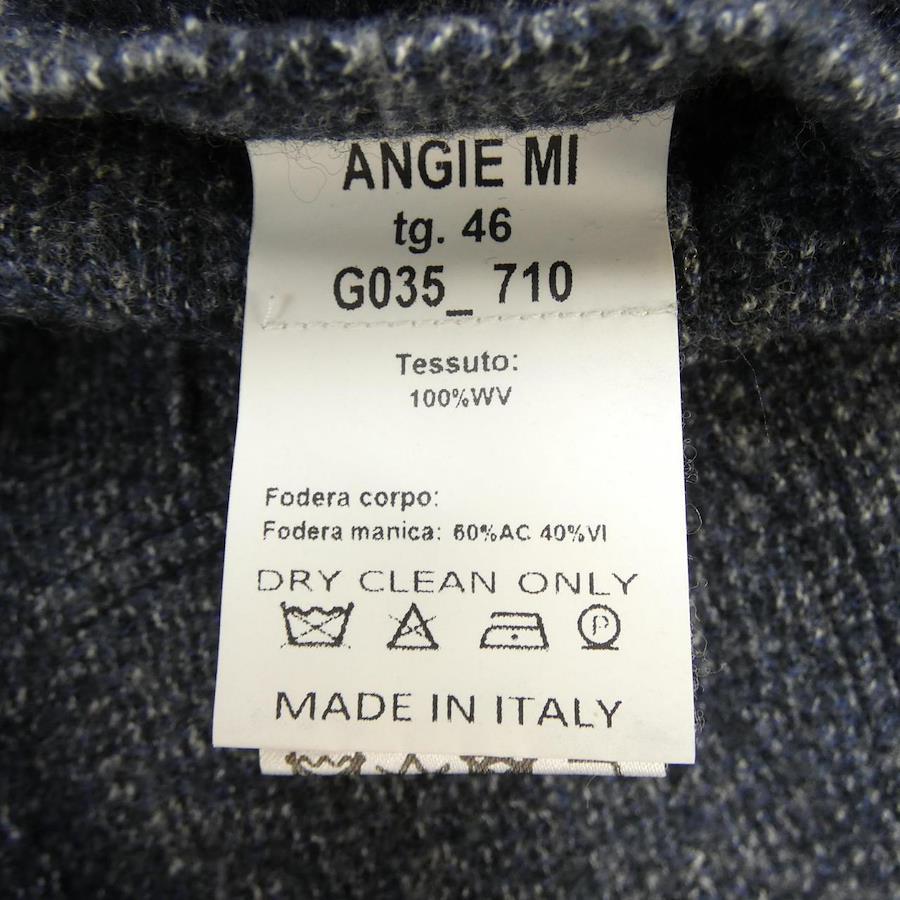 ANGIE MI
tg. 46
G035_ 710
Tessuto:
100%WV
Fodera corpo:
Fodera manica: 60%AC 40%VI
DRY CLEAN ONLY
P
MADE IN ITALY